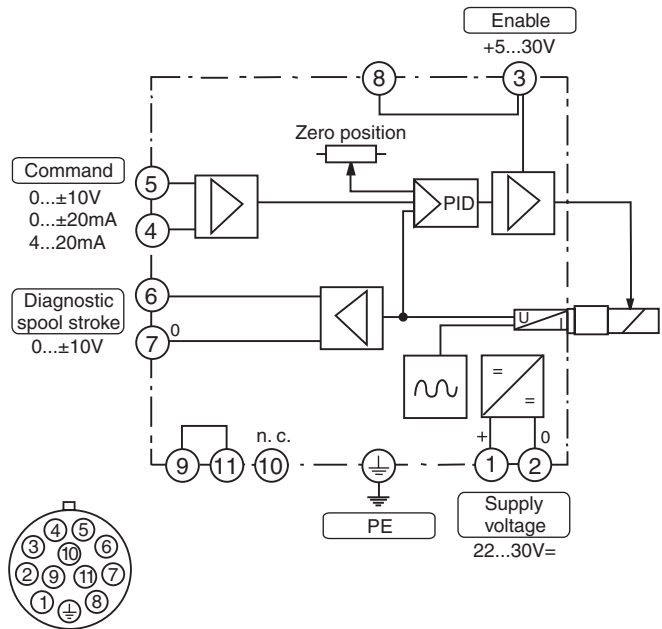 Enable
+5...30V
8
3
Zero position
Command
5
0...±10V
0...±20mA
4
4...20mA
PID
6
Diagnostic
spool stroke
0...±10V
7
0
U
L
=
=
n. c.
+
0
9
11
10
1
2
PE
Supply
voltage
22...30V=
4
5
3
10
6
2
9
11
7
1
8